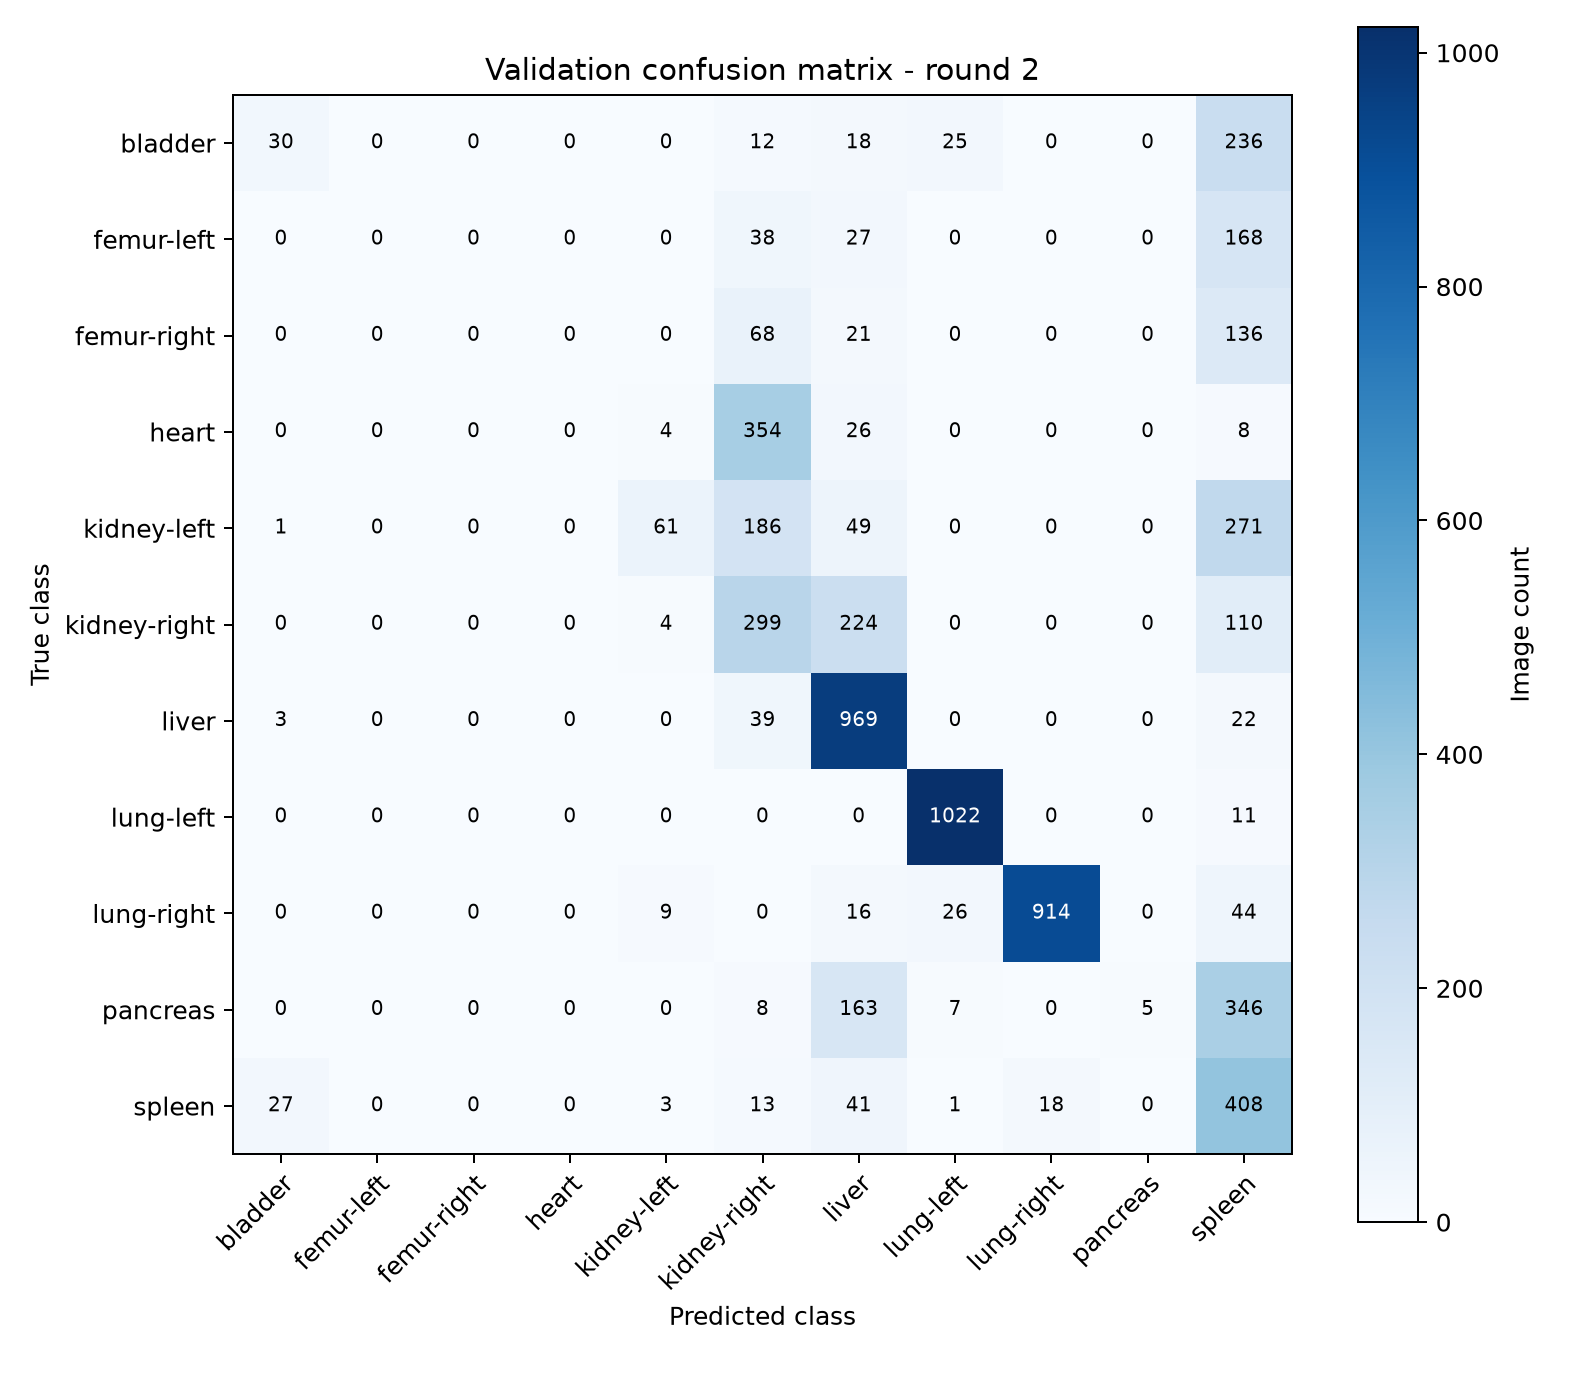 Validation confusion matrix - round 2
bladder 30 0 0 0 0 12 18 25 0 0 236
femur-left 0 0 0 0 0 38 27 0 0 0 168
femur-right 0 0 0 0 0 68 21 0 0 0 136
heart 0 0 0 0 4 354 26 0 0 0 8
kidney-left 1 0 0 0 61 186 49 0 0 0 271
kidney-right 0 0 0 0 4 299 224 0 0 0 110
liver 3 0 0 0 0 39 969 0 0 0 22
lung-left 0 0 0 0 0 0 0 1022 0 0 11
lung-right 0 0 0 0 9 0 16 26 914 0 44
pancreas 0 0 0 0 0 8 163 7 0 5 346
spleen 27 0 0 0 3 13 41 1 18 0 408
bladder femur-left femur-right heart kidney-left kidney-right liver lung-left lung-right pancreas spleen
Predicted class
True class
1000
800
600
400
200
0
Image count